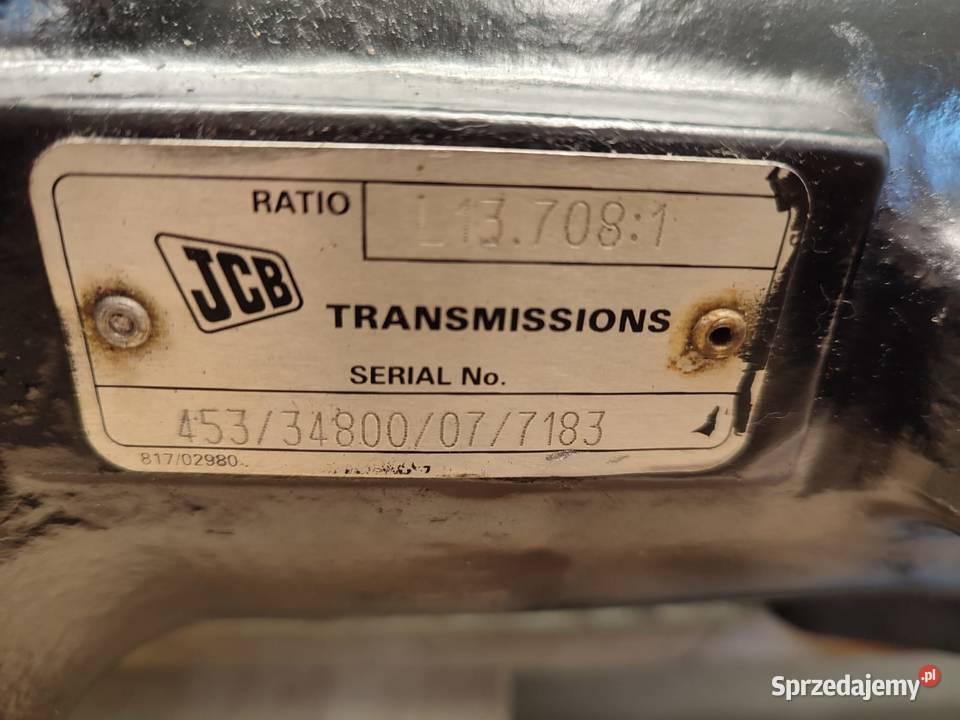 RATIO L13.708:1
JCB
TRANSMISSIONS
SERIAL No.
453/34800/07/7183
817/02980
Sprzedajemy.pl